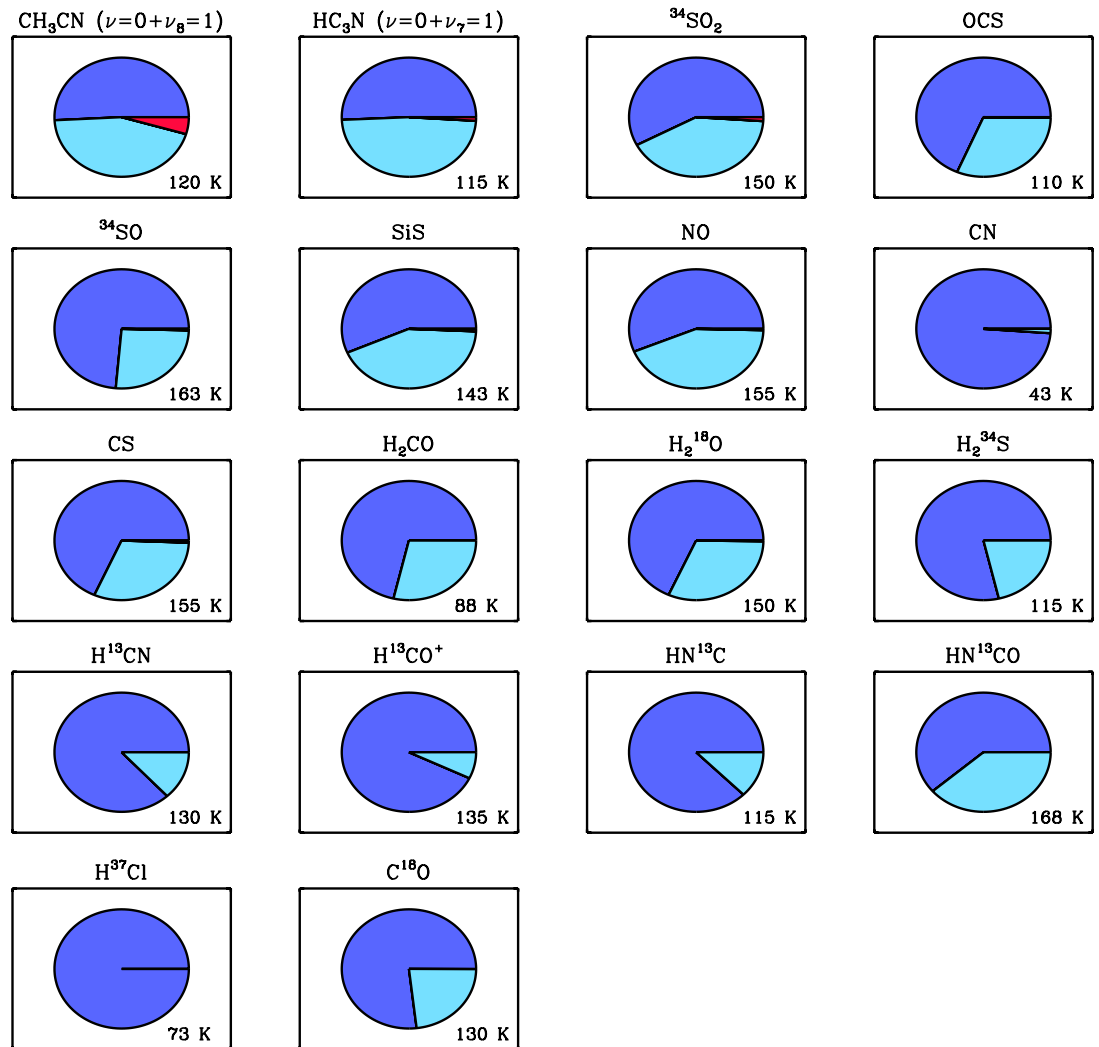 CH₃CN (ν=0+ν₈=1)
HC₃N (ν=0+ν₇=1)
³⁴SO₂
OCS
120 K
115 K
150 K
110 K
³⁴SO
SiS
NO
CN
163 K
143 K
155 K
43 K
CS
H₂CO
H₂¹⁸O
H₂³⁴S
155 K
88 K
150 K
115 K
H¹³CN
H¹³CO⁺
HN¹³C
HN¹³CO
130 K
135 K
115 K
168 K
H³⁷Cl
C¹⁸O
73 K
130 K